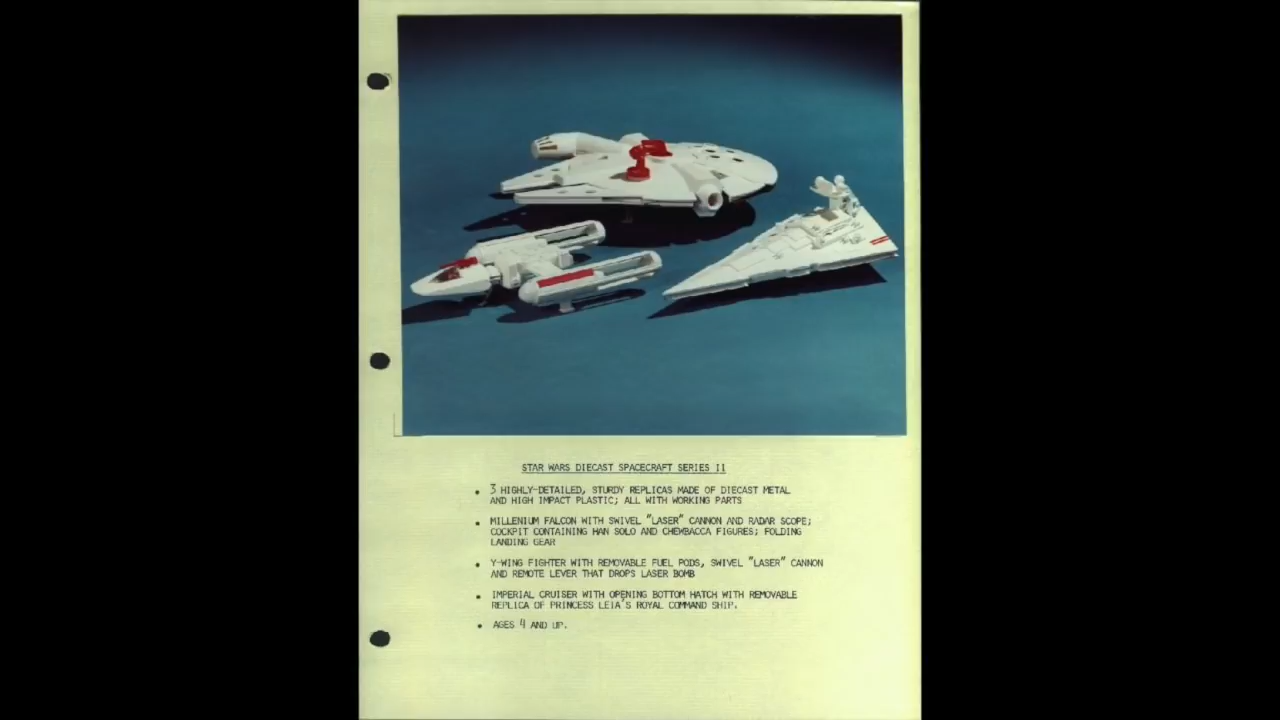 STAR WARS DIECAST SPACECRAFT SERIES II
• 3 HIGHLY-DETAILED, STURDY REPLICAS MADE OF DIECAST METAL
AND HIGH IMPACT PLASTIC; ALL WITH WORKING PARTS
• MILLENIUM FALCON WITH SWIVEL "LASER" CANNON AND RADAR SCOPE;
COCKPIT CONTAINING HAN SOLO AND CHEWBACCA FIGURES; FOLDING
LANDING GEAR
• Y-WING FIGHTER WITH REMOVABLE FUEL PODS, SWIVEL "LASER" CANNON
AND REMOTE LEVER THAT DROPS LASER BOMB
• IMPERIAL CRUISER WITH OPENING BOTTOM HATCH WITH REMOVABLE
REPLICA OF PRINCESS LEIA'S ROYAL COMMAND SHIP.
• AGES 4 AND UP.